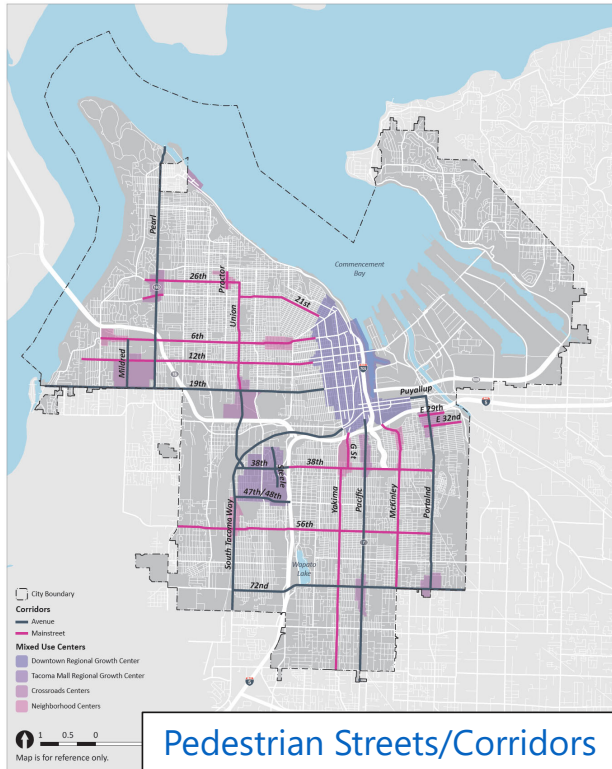 Commencement
Bay
Pearl
26th
Proctor
21st
Union
6th
12th
Mildred
19th
Puyallup
E 29th
E 32nd
G St
38th
38th
Steele
47th/48th
Yakima
Pacific
McKinley
Portalnd
South Tacoma Way
56th
Wapato
Lake
72nd
City Boundary
Corridors
Avenue
Mainstreet
Mixed Use Centers
Downtown Regional Growth Center
Tacoma Mall Regional Growth Center
Crossroads Centers
Neighborhood Centers
1 0.5 0
Map is for reference only.
Pedestrian Streets/Corridors